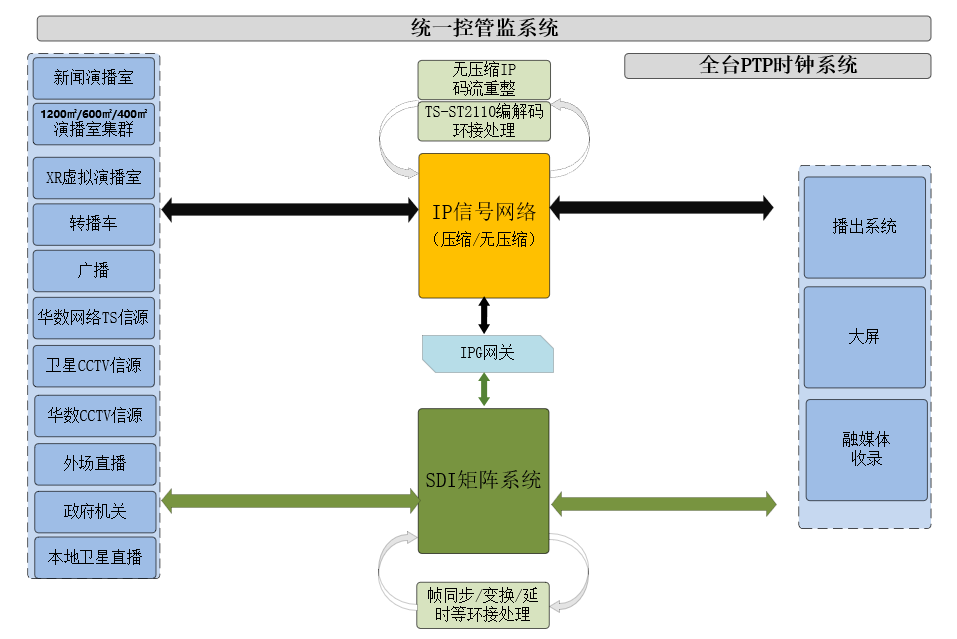 统一控管监系统
全台PTP时钟系统
新闻演播室
1200㎡/600㎡/400㎡
演播室集群
XR虚拟演播室
转播车
广播
华数网络TS信源
卫星CCTV信源
华数CCTV信源
外场直播
政府机关
本地卫星直播
无压缩IP
码流重整
TS-ST2110编解码
环接处理
IP信号网络
（压缩/无压缩）
IPG网关
SDI矩阵系统
帧同步/变换/延
时等环接处理
播出系统
大屏
融媒体
收录